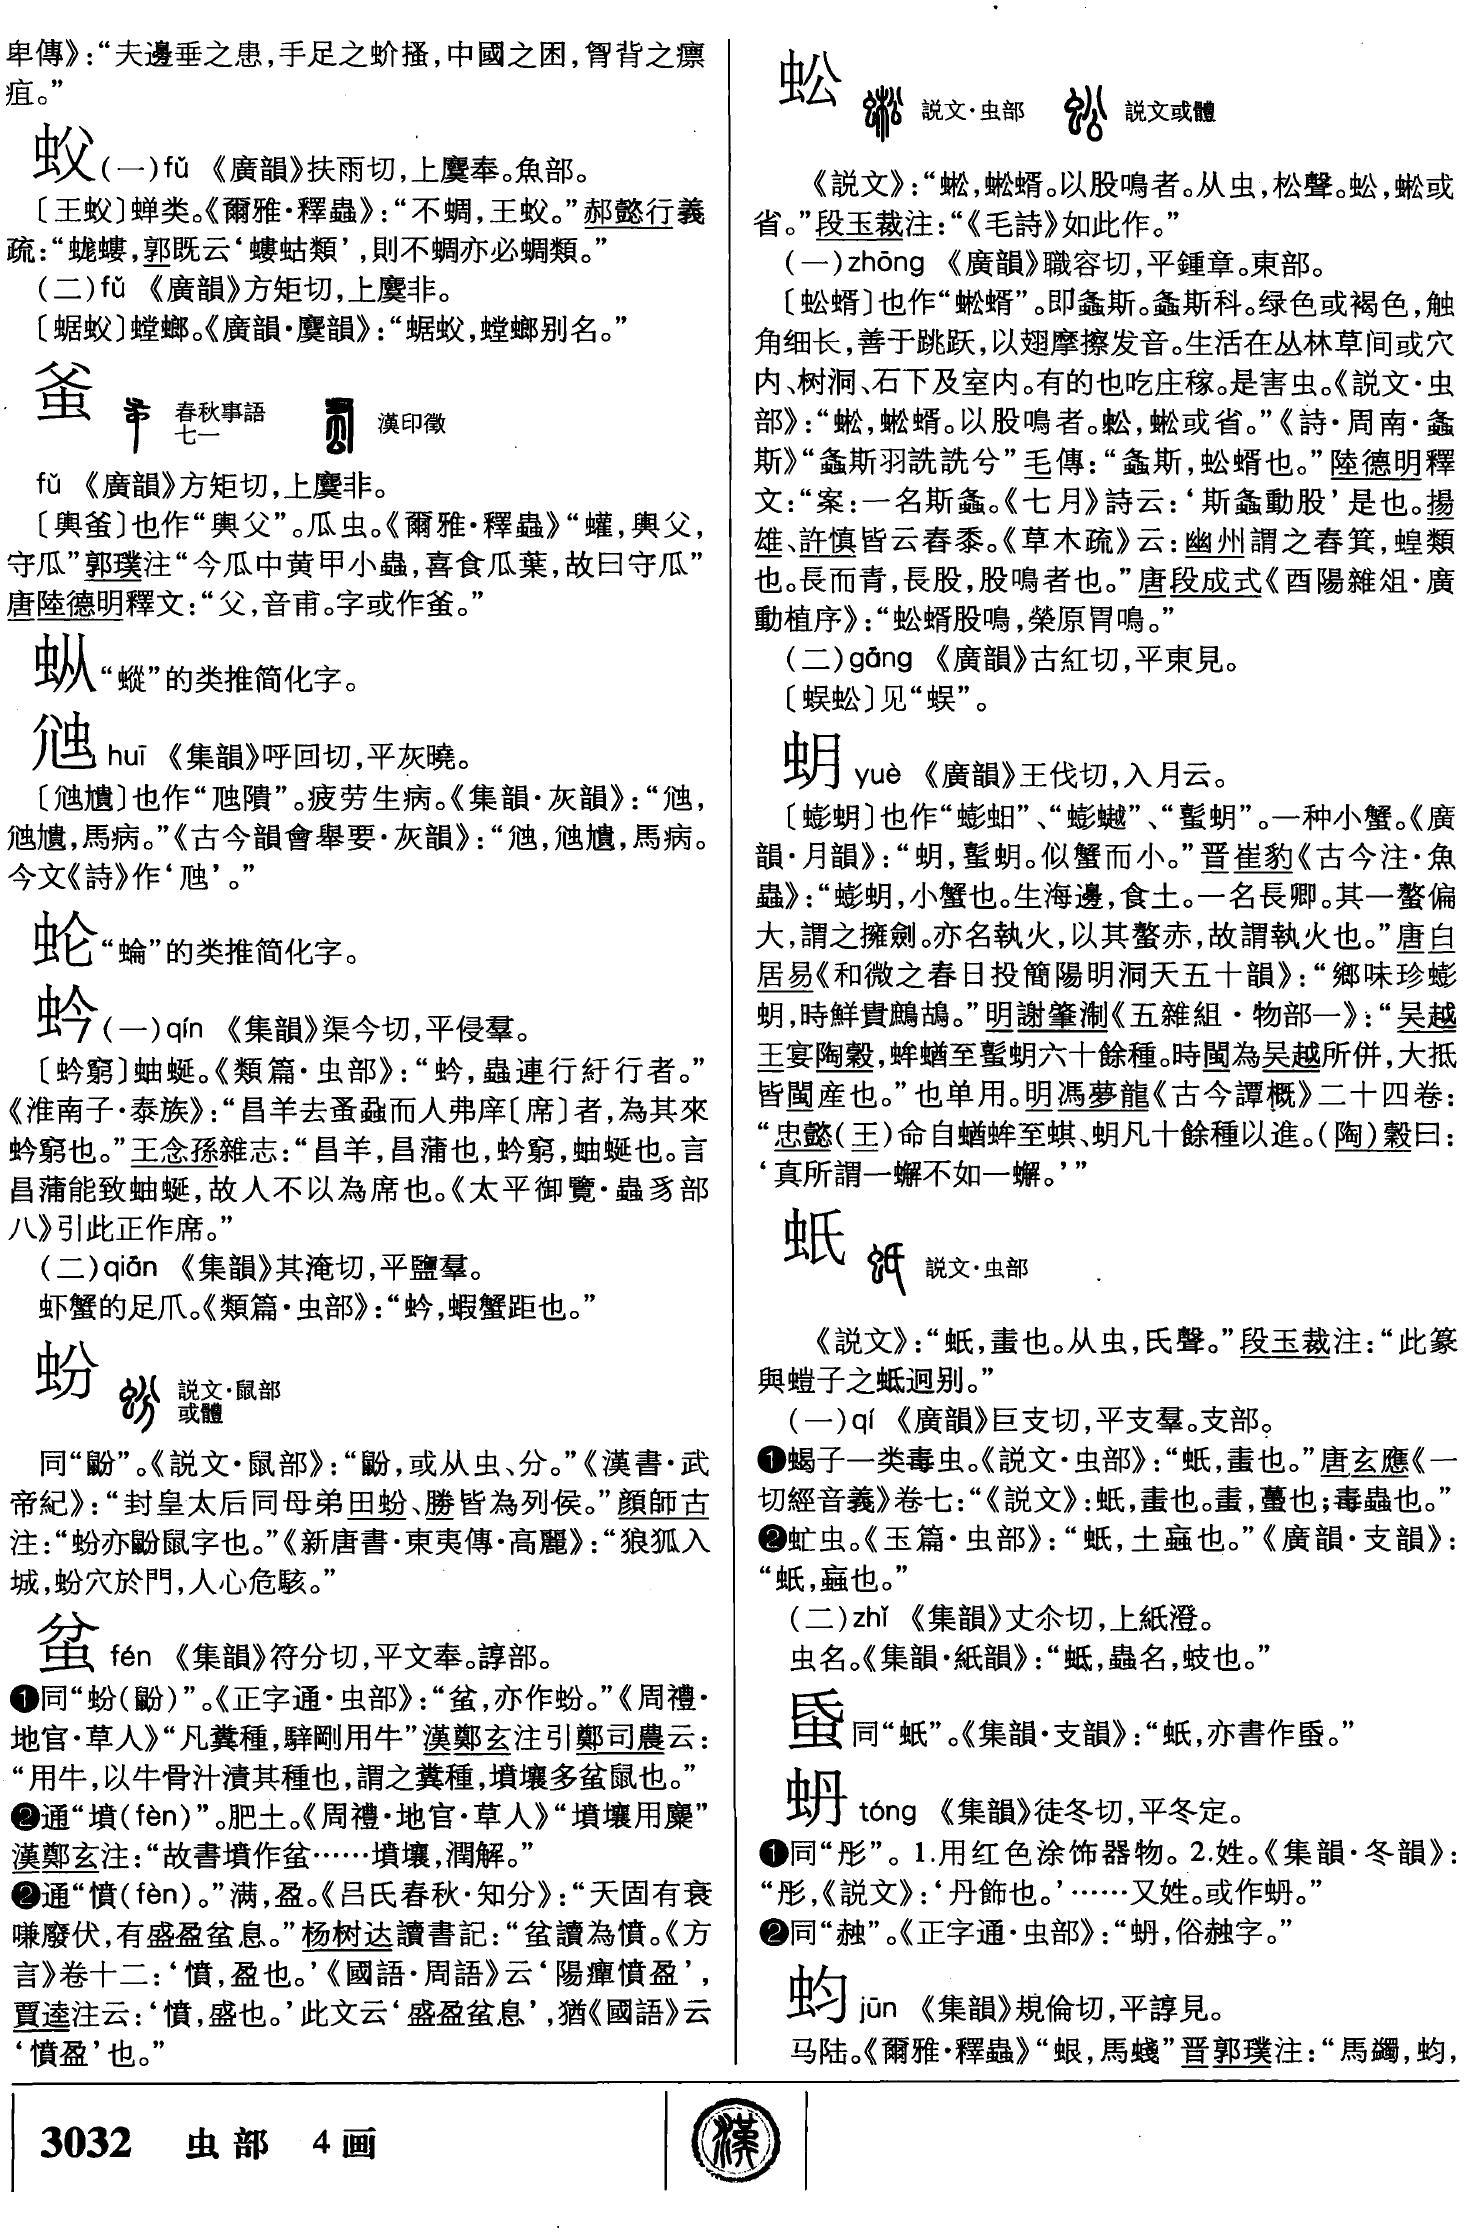 卑傳》：“夫邊垂之患，手足之蚧搔，中國之困，胷背之瘭
疽。”
蚥(一)fǔ 《廣韻》扶雨切，上麌奉。魚部。
〔王蚥〕蝉类。《爾雅·釋蟲》：“不蜩，王蚥。”郝懿行義
疏：“蛖螻，郭既云‘螻蛄類’，則不蜩亦必蜩類。”
(二)fǔ 《廣韻》方矩切，上麌非。
〔蜛蚥〕螳螂。《廣韻·麌韻》：“蜛蚥，螳螂别名。”
𧉊 春秋事語
七一 漢印徵
fǔ 《廣韻》方矩切，上麌非。
〔輿𧉊〕也作“輿父”。瓜虫。《爾雅·釋蟲》“蠸，輿父，
守瓜”郭璞注“今瓜中黄甲小蟲，喜食瓜葉，故曰守瓜”
唐陸德明釋文：“父，音甫。字或作𧉊。”
“蟌”的类推简化字。
huī 《集韻》呼回切，平灰曉。
也作“虺隤”。疲劳生病。《集韻·灰韻》：
馬病。”《古今韻會舉要·灰韻》：馬病。
今文《詩》作‘虺’。”
“蜦”的类推简化字。
蚙(一)qín 《集韻》渠今切，平侵羣。
〔蚙窮〕蚰蜒。《類篇·虫部》：“蚙，蟲連行紆行者。”
《淮南子·泰族》：“昌羊去蚤蝨而人弗庠〔席〕者，為其來
蚙窮也。”王念孫雜志：“昌羊，昌蒲也，蚙窮，蚰蜒也。言
昌蒲能致蚰蜒，故人不以為席也。《太平御覽·蟲豸部
八》引此正作席。”
(二)qián 《集韻》其淹切，平鹽羣。
虾蟹的足爪。《類篇·虫部》：“蚙，蝦蟹距也。”
蚡 説文·鼠部
或體
同“鼢”。《説文·鼠部》：“鼢，或从虫、分。”《漢書·武
帝紀》：“封皇太后同母弟田蚡、勝皆為列侯。”顔師古
注：“蚡亦鼢鼠字也。”《新唐書·東夷傳·高麗》：“狼狐入
城，蚡穴於門，人心危駭。”
蚠 fén 《集韻》符分切，平文奉。諄部。
❶同“蚡(鼢)”。《正字通·虫部》：“蚠，亦作蚡。”《周禮·
地官·草人》“凡糞種，騂剛用牛”漢鄭玄注引鄭司農云：
“用牛，以牛骨汁漬其種也，謂之糞種，墳壤多蚠鼠也。”
❷通“墳(fèn)”。肥土。《周禮·地官·草人》“墳壤用麋”
漢鄭玄注：“故書墳作蚠……墳壤，潤解。”
❷通“憤(fèn)。”满，盈。《吕氏春秋·知分》：“天固有衰
嗛廢伏，有盛盈蚠息。”杨树达讀書記：“蚠讀為憤。《方
言》卷十二：‘憤，盈也。’《國語·周語》云‘陽癉憤盈’，
賈逵注云：‘憤，盛也。’此文云‘盛盈蚠息’，猶《國語》云
‘憤盈’也。”
蚣 説文·虫部 説文或體
《説文》：“蜙，蜙蝑。以股鳴者。从虫，松聲。蚣，蜙或
省。”段玉裁注：“《毛詩》如此作。”
(一)zhōng 《廣韻》職容切，平鍾章。東部。
〔蚣蝑〕也作“蜙蝑”。即螽斯。螽斯科。绿色或褐色，触
角细长，善于跳跃，以翅摩擦发音。生活在丛林草间或穴
内、树洞、石下及室内。有的也吃庄稼。是害虫。《説文·虫
部》：“蜙，蜙蝑。以股鳴者。蚣，蜙或省。”《詩·周南·螽
斯》“螽斯羽詵詵兮”毛傳：“螽斯，蚣蝑也。”陸德明釋
文：“案：一名斯螽。《七月》詩云：‘斯螽動股’是也。揚
雄、許慎皆云舂黍。《草木疏》云：幽州謂之舂箕，蝗類
也。長而青，長股，股鳴者也。”唐段成式《酉陽雜俎·廣
動植序》：“蚣蝑股鳴，榮原胃鳴。”
(二)gōng 《廣韻》古紅切，平東見。
〔蜈蚣〕见“蜈”。
蚏 yuè 《廣韻》王伐切，入月云。
〔蟛蚏〕也作“蟛蚎”、“蟛蠘”、“蟚蚏”。一种小蟹。《廣
韻·月韻》：“蚏，蟚蚏。似蟹而小。”晋崔豹《古今注·魚
蟲》：“蟛蚏，小蟹也。生海邊，食土。一名長卿。其一螯偏
大，謂之擁劍。亦名執火，以其螯赤，故謂執火也。”唐白
居易《和微之春日投簡陽明洞天五十韻》：“鄉味珍蟛
蚏，時鮮貴鷓鴣。”明謝肇淛《五雜組·物部一》：“吴越
王宴陶穀，蛑蝤至蟚蚏六十餘種。時閩為吴越所併，大抵
皆閩産也。”也单用。明馮夢龍《古今譚概》二十四卷：
“忠懿(王)命自蝤蛑至蜞、蚏凡十餘種以進。(陶)穀曰：
‘真所謂一蠏不如一蠏。’”
蚔 説文·虫部
《説文》：“蚔，畫也。从虫，氏聲。”段玉裁注：“此篆
與螘子之蚳迥别。”
(一)qí 《廣韻》巨支切，平支羣。支部。
❶蝎子一类毒虫。《説文·虫部》：“蚔，畫也。”唐玄應《一
切經音義》卷七：“《説文》：蚔，畫也。畫，蠆也；毒蟲也。”
❷虻虫。《玉篇·虫部》：“蚔，土蝱也。”《廣韻·支韻》：
“蚔，蝱也。”
(二)zhǐ 《集韻》丈尒切，上紙澄。
虫名。《集韻·紙韻》：“蚳，蟲名，蚑也。”
同“蚔”。《集韻·支韻》：“蚔，亦書作𧋊。”
蚦 tóng 《集韻》徒冬切，平冬定。
❶同“彤”。1.用红色涂饰器物。2.姓。《集韻·冬韻》：
“彤，《説文》：‘丹飾也。’……又姓。或作蚦。”
❷同“赨”。《正字通·虫部》：“蚦，俗赨字。”
蚐 jūn 《集韻》規倫切，平諄見。
马陆。《爾雅·釋蟲》“蛝，馬蝬”晋郭璞注：“馬蠲，蚐，
3032 虫部 4画
漢